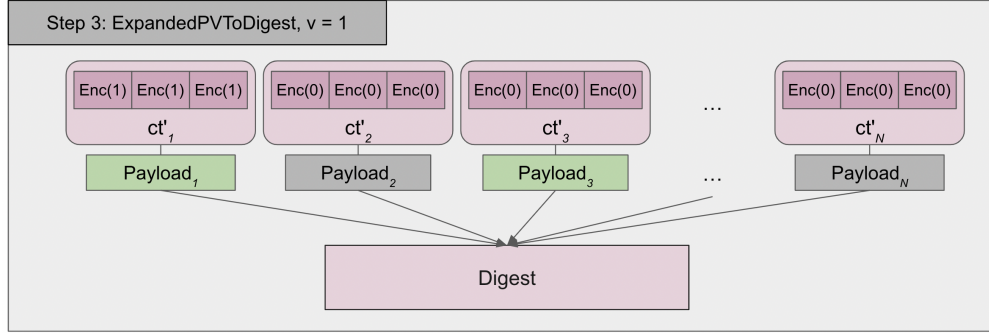 Step 3: ExpandedPVToDigest, v = 1
Enc(1) Enc(1) Enc(1) Enc(0) Enc(0) Enc(0) Enc(0) Enc(0) Enc(0) Enc(0) Enc(0) Enc(0)
...
ct'1 ct'2 ct'3 ct'N
Payload1 Payload2 Payload3 ... PayloadN
Digest